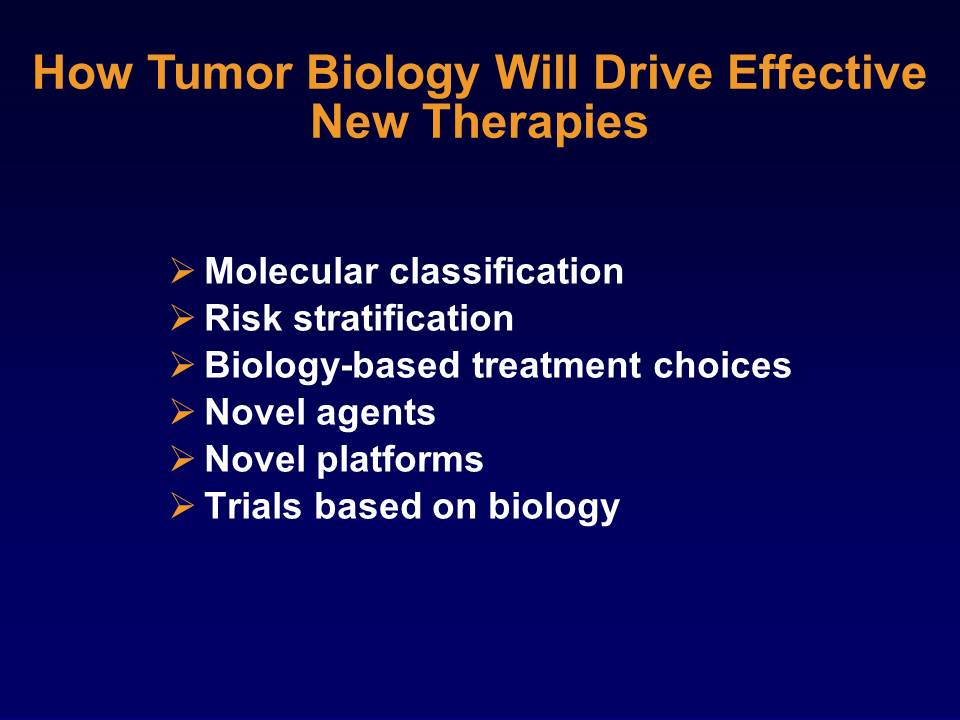 How Tumor Biology Will Drive Effective
New Therapies
Molecular classification
Risk stratification
Biology-based treatment choices
Novel agents
Novel platforms
Trials based on biology